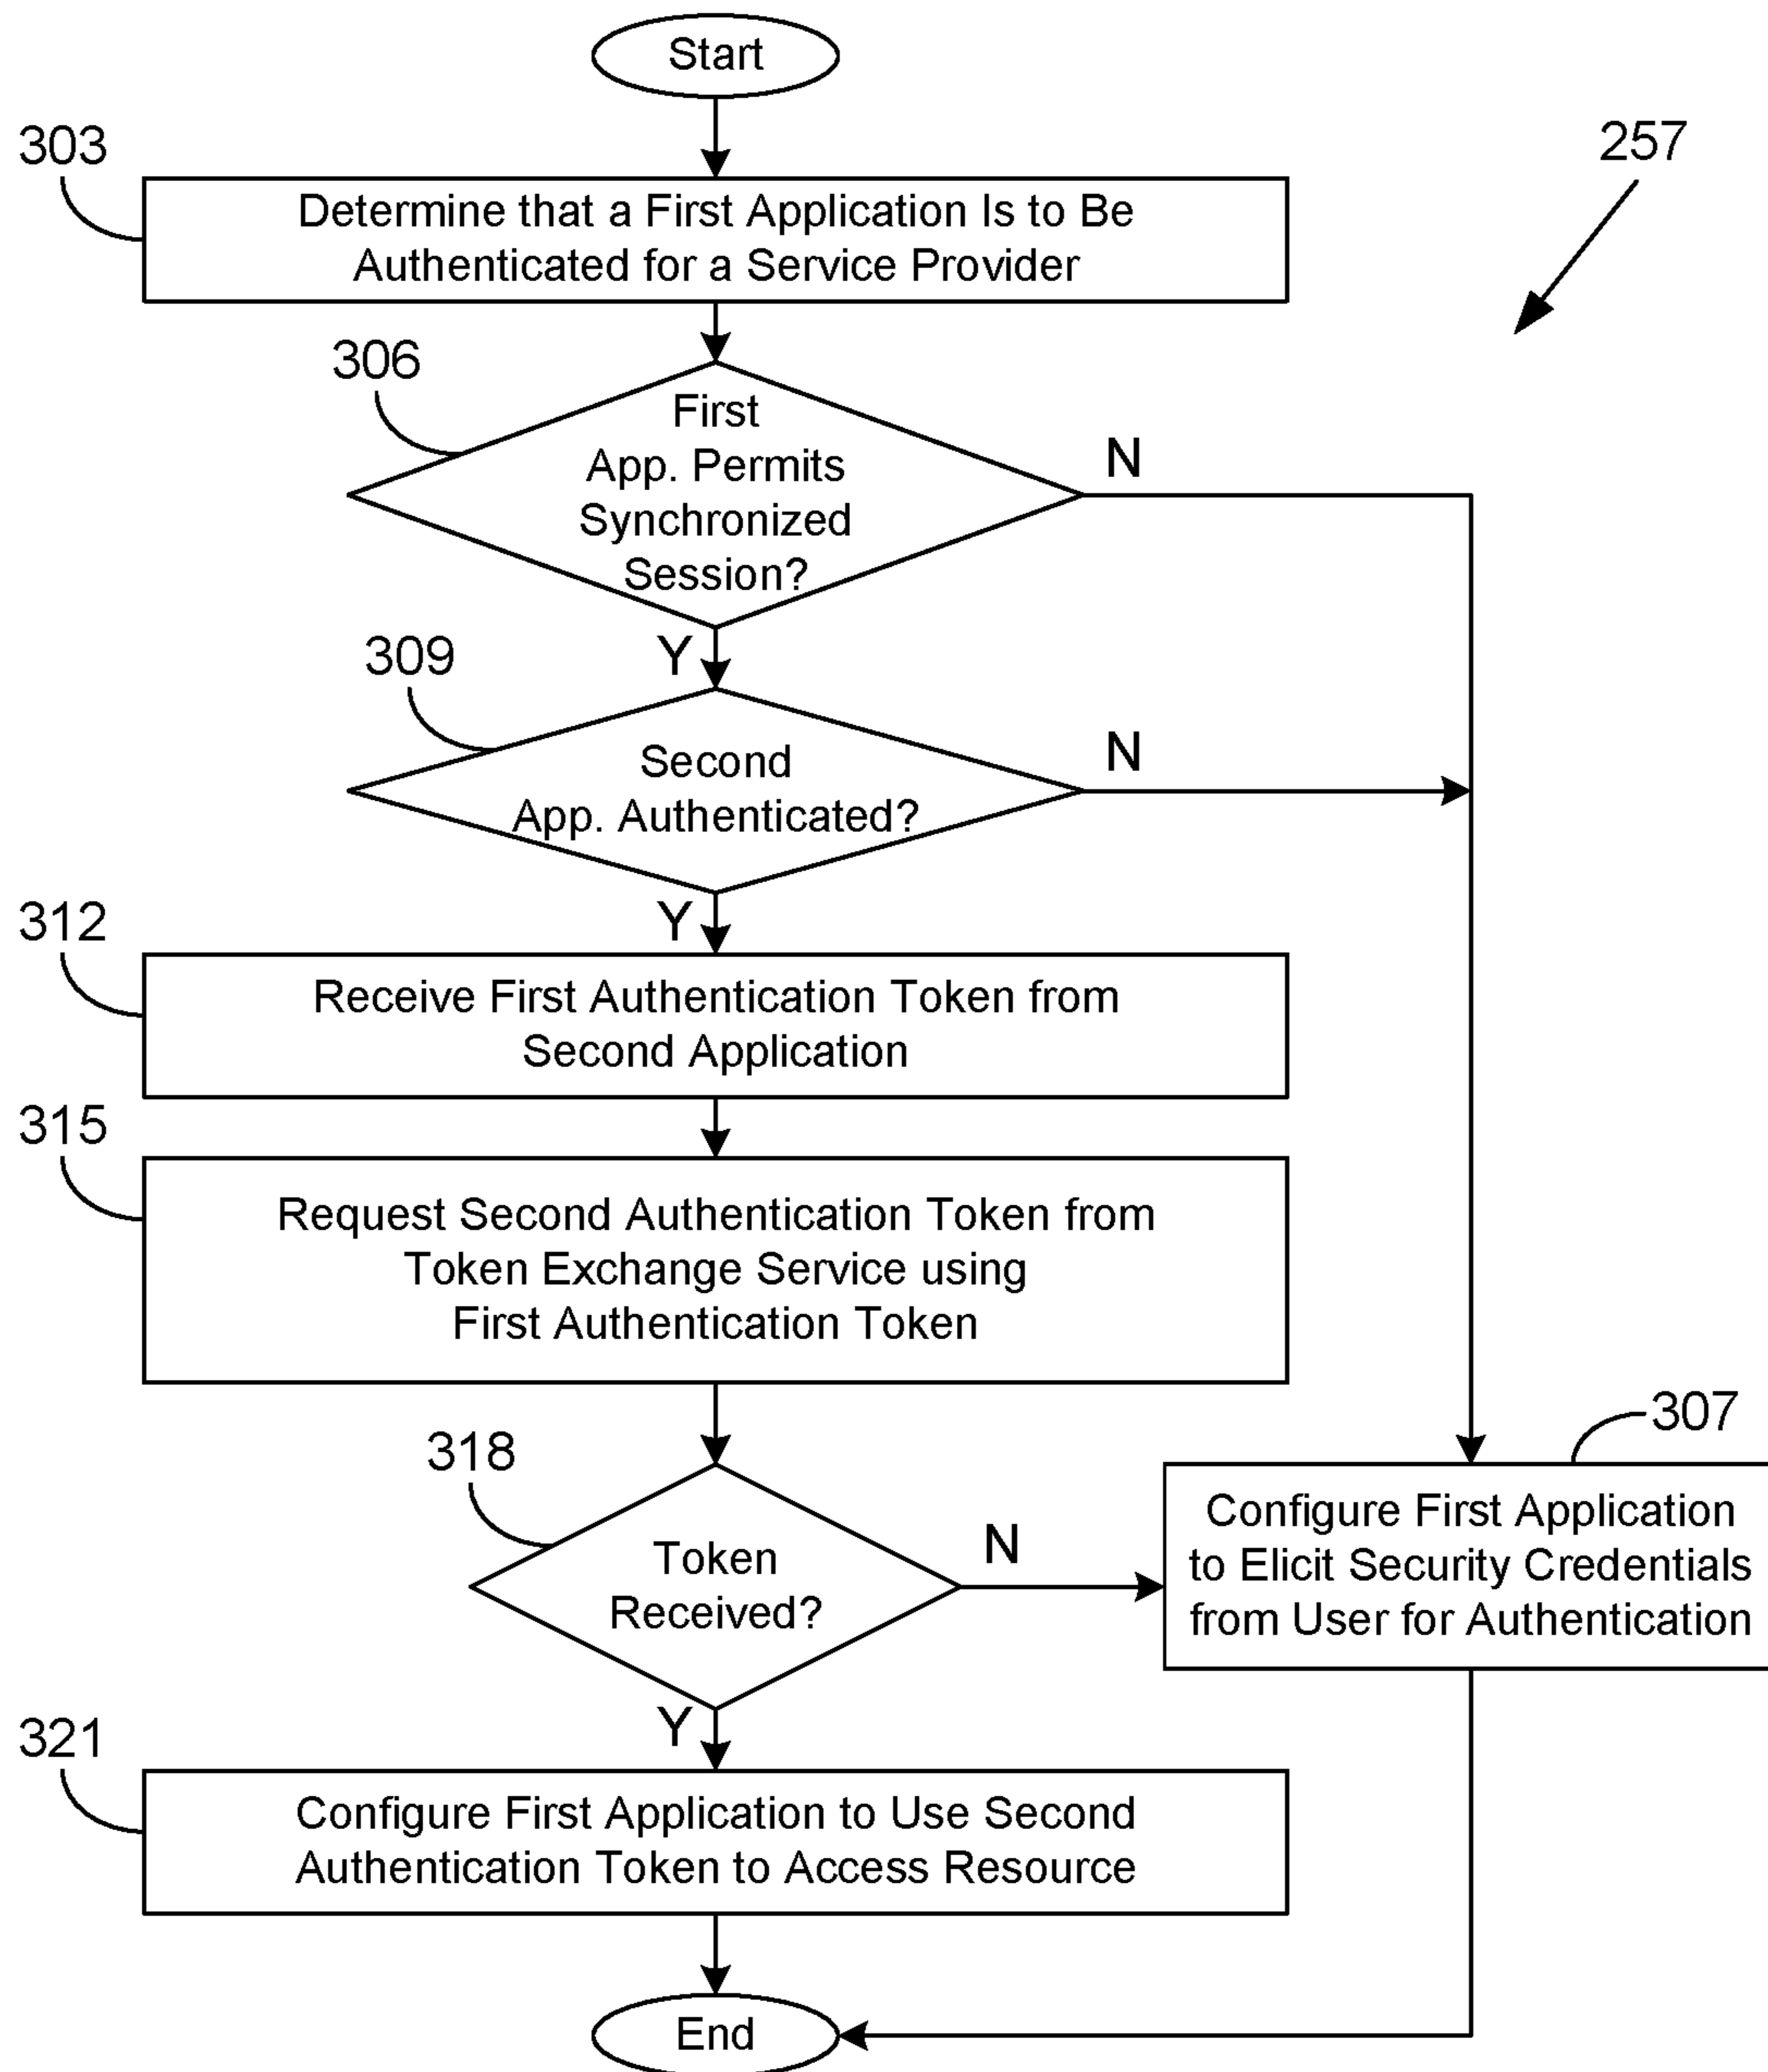 Start
303
257
Determine that a First Application Is to Be
Authenticated for a Service Provider
306
First
App. Permits
Synchronized
Session?
N
Y
309
Second
App. Authenticated?
N
Y
312
Receive First Authentication Token from
Second Application
315
Request Second Authentication Token from
Token Exchange Service using
First Authentication Token
318
Token
Received?
N
307
Configure First Application
to Elicit Security Credentials
from User for Authentication
Y
321
Configure First Application to Use Second
Authentication Token to Access Resource
End